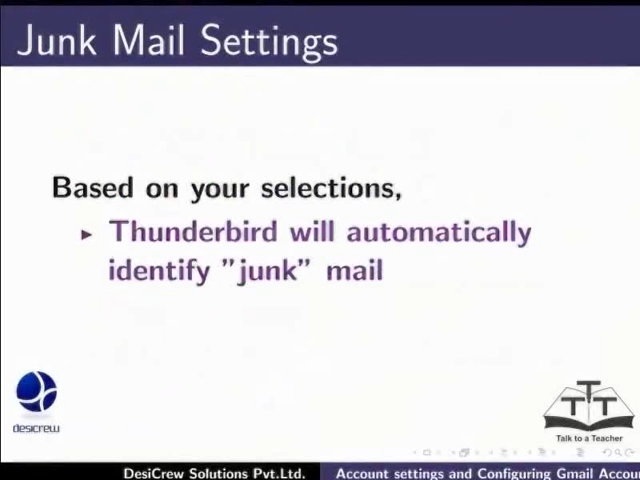 Junk Mail Settings
Based on your selections,
▸ Thunderbird will automatically
identify "junk" mail
desicrew
TTT
Talk to a Teacher
DesiCrew Solutions Pvt.Ltd.
Account settings and Configuring Gmail Accou